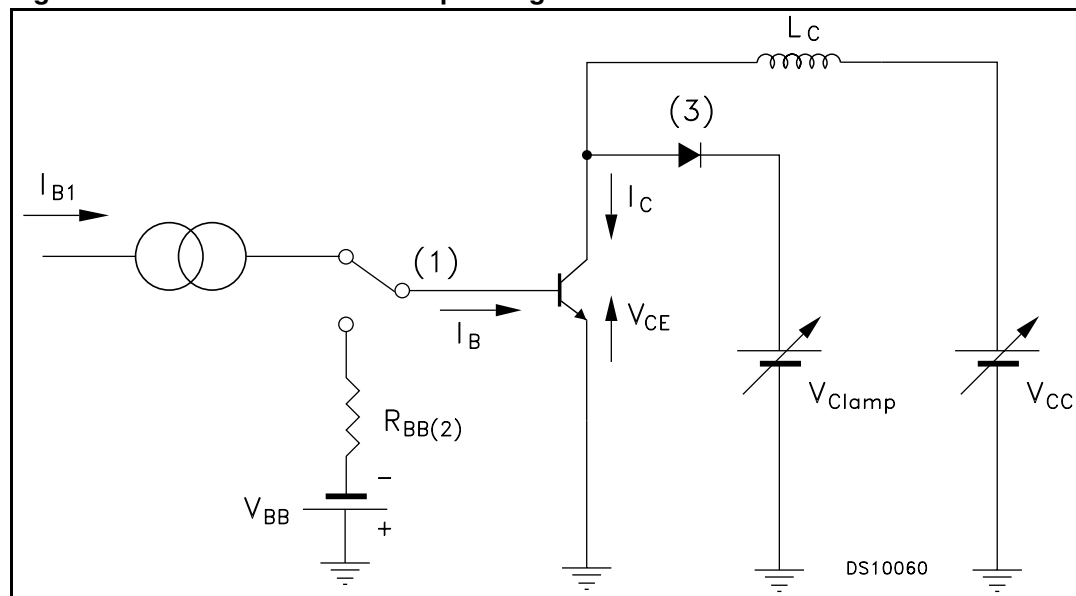 L_C
(3)
I_B1
I_C
(1)
V_CE
I_B
V_Clamp
V_CC
R_BB(2)
−
V_BB
+
DS10060